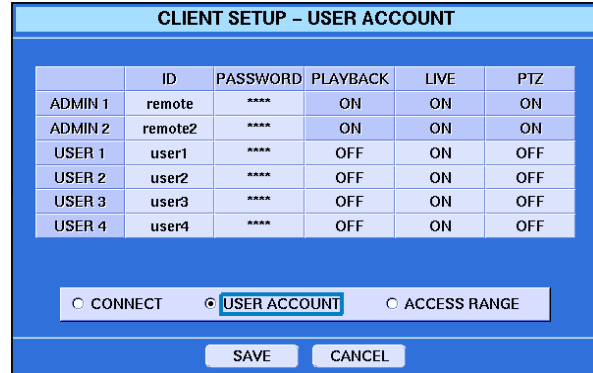 CLIENT SETUP – USER ACCOUNT
ID PASSWORD PLAYBACK LIVE PTZ
ADMIN 1 remote **** ON ON ON
ADMIN 2 remote2 **** ON ON ON
USER 1 user1 **** OFF ON OFF
USER 2 user2 **** OFF ON OFF
USER 3 user3 **** OFF ON OFF
USER 4 user4 **** OFF ON OFF
CONNECT USER ACCOUNT ACCESS RANGE
SAVE CANCEL